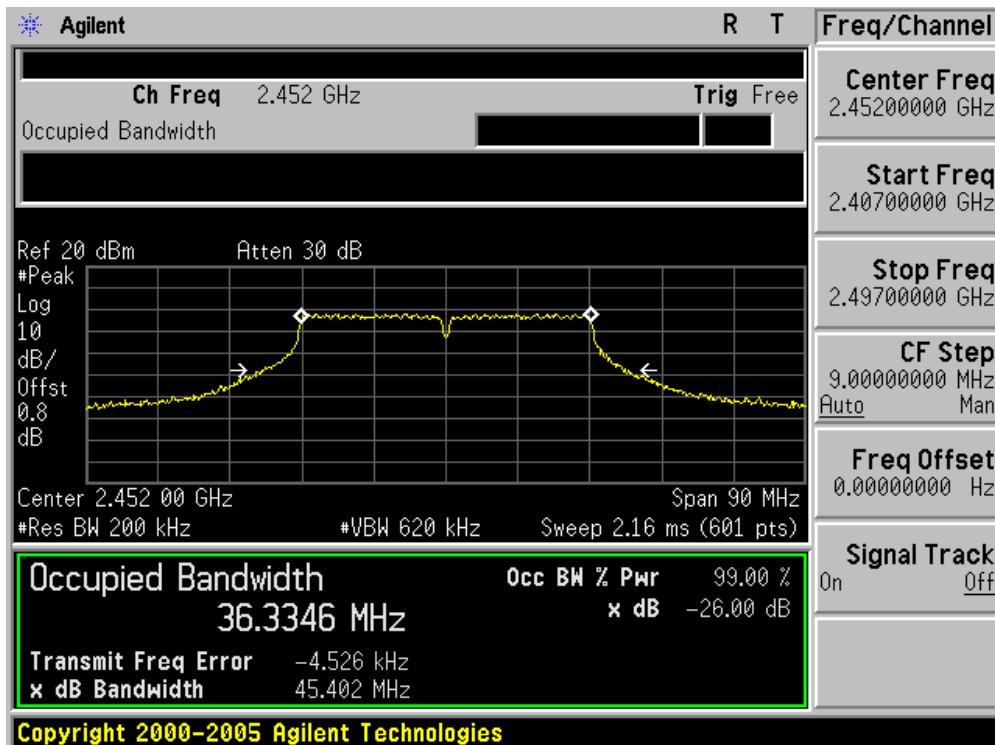 Agilent R T
Freq/Channel
Ch Freq 2.452 GHz Trig Free
Occupied Bandwidth
Center Freq
2.45200000 GHz
Start Freq
2.40700000 GHz
Stop Freq
2.49700000 GHz
CF Step
9.00000000 MHz
Auto Man
Freq Offset
0.00000000 Hz
Signal Track
On Off
Ref 20 dBm Atten 30 dB
#Peak
Log
10
dB/
Offst
0.8
dB
Center 2.452 00 GHz Span 90 MHz
#Res BW 200 kHz #VBW 620 kHz Sweep 2.16 ms (601 pts)
Occupied Bandwidth
36.3346 MHz
Occ BW % Pwr 99.00 %
x dB -26.00 dB
Transmit Freq Error -4.526 kHz
x dB Bandwidth 45.402 MHz
Copyright 2000-2005 Agilent Technologies